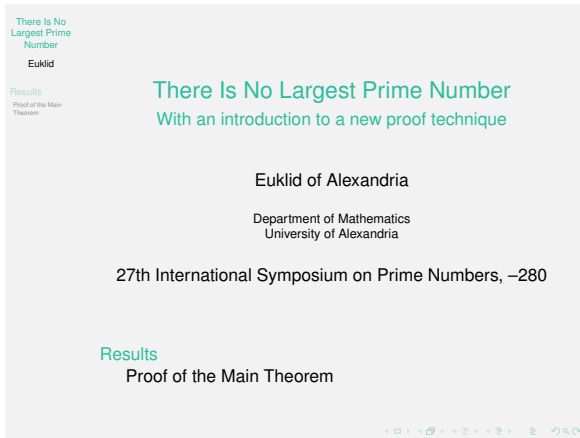 There Is No
Largest Prime
Number
Euklid
Results
Proof of the Main
Theorem
There Is No Largest Prime Number
With an introduction to a new proof technique
Euklid of Alexandria
Department of Mathematics
University of Alexandria
27th International Symposium on Prime Numbers, –280
Results
Proof of the Main Theorem